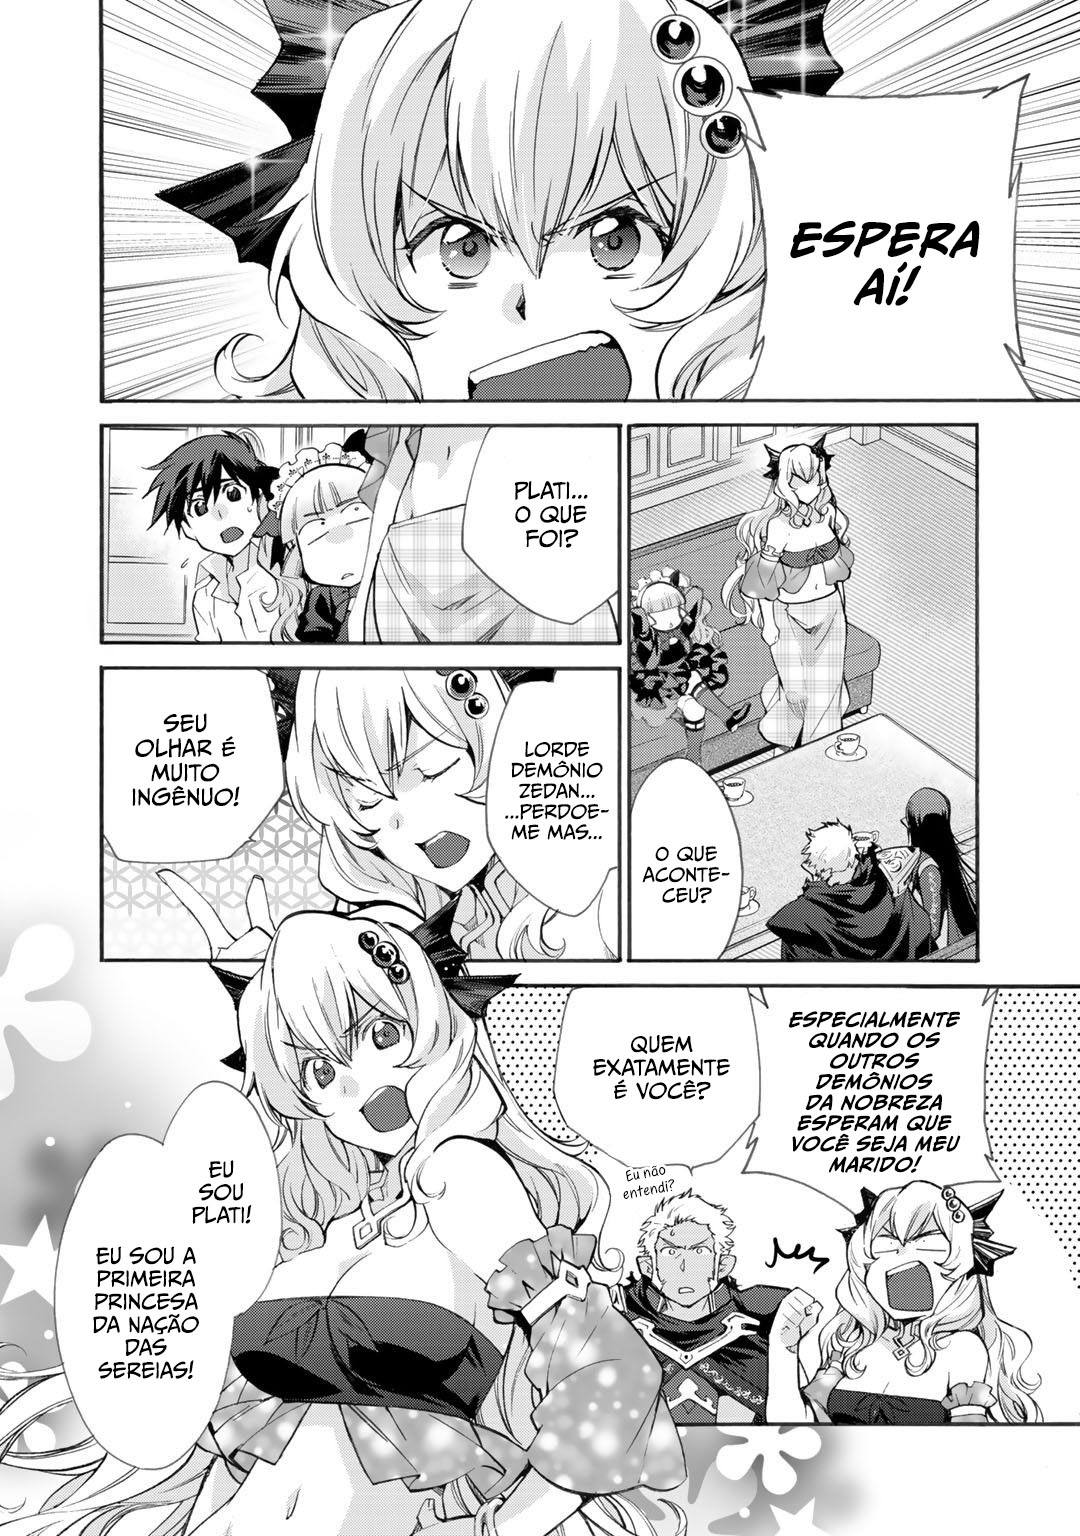 ESPERA
AÍ!
O QUE
ACONTE-
CEU?
PLATI...
O QUE
FOI?
LORDE
DEMÔNIO
ZEDAN...
...PERDOE-
ME MAS...
SEU
OLHAR É
MUITO
INGÊNUO!
ESPECIALMENTE
QUANDO OS
OUTROS
DEMÔNIOS
DA NOBREZA
ESPERAM QUE
VOCÊ SEJA MEU
MARIDO!
QUEM
EXATAMENTE
É VOCÊ?
Eu não
entendi?
EU
SOU
PLATI!
EU SOU A
PRIMEIRA
PRINCESA
DA NAÇÃO
DAS
SEREIAS!